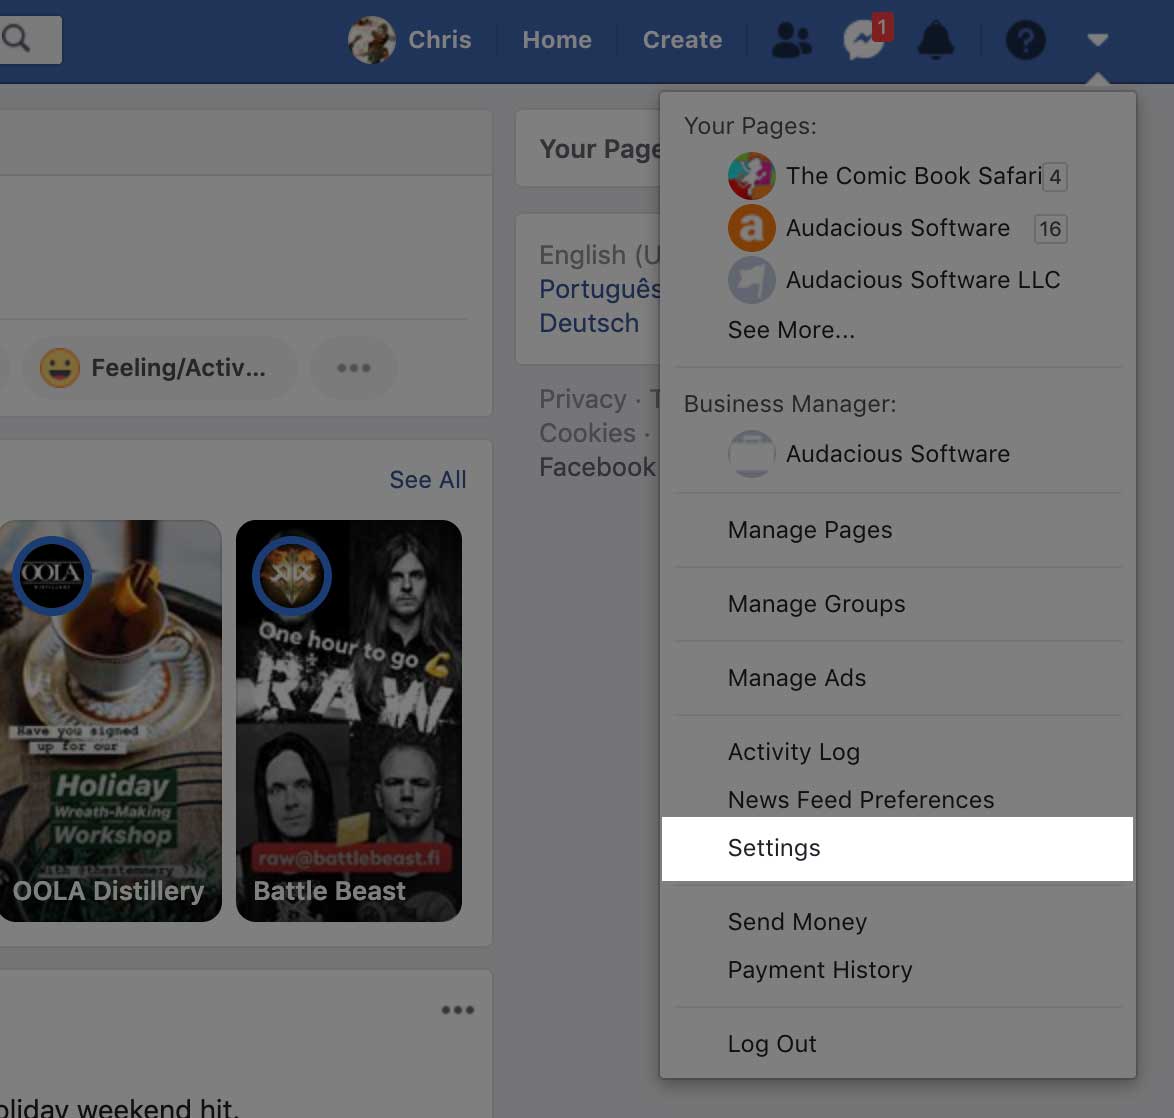 Chris
Home
Create
1
?
Your Page
English (U
Português
Deutsch
Privacy · T
Cookies ·
Facebook
Feeling/Activ...
See All
OOLA
DISTILLERY
Have you signed
up for our
Holiday
Wreath-Making
Workshop
With @thestemmery ???
OOLA Distillery
One hour to go
RAW
raw@battlebeast.fi
Battle Beast
oliday weekend hit.
Your Pages:
The Comic Book Safari 4
a
Audacious Software 16
Audacious Software LLC
See More...
Business Manager:
Audacious Software
Manage Pages
Manage Groups
Manage Ads
Activity Log
News Feed Preferences
Settings
Send Money
Payment History
Log Out